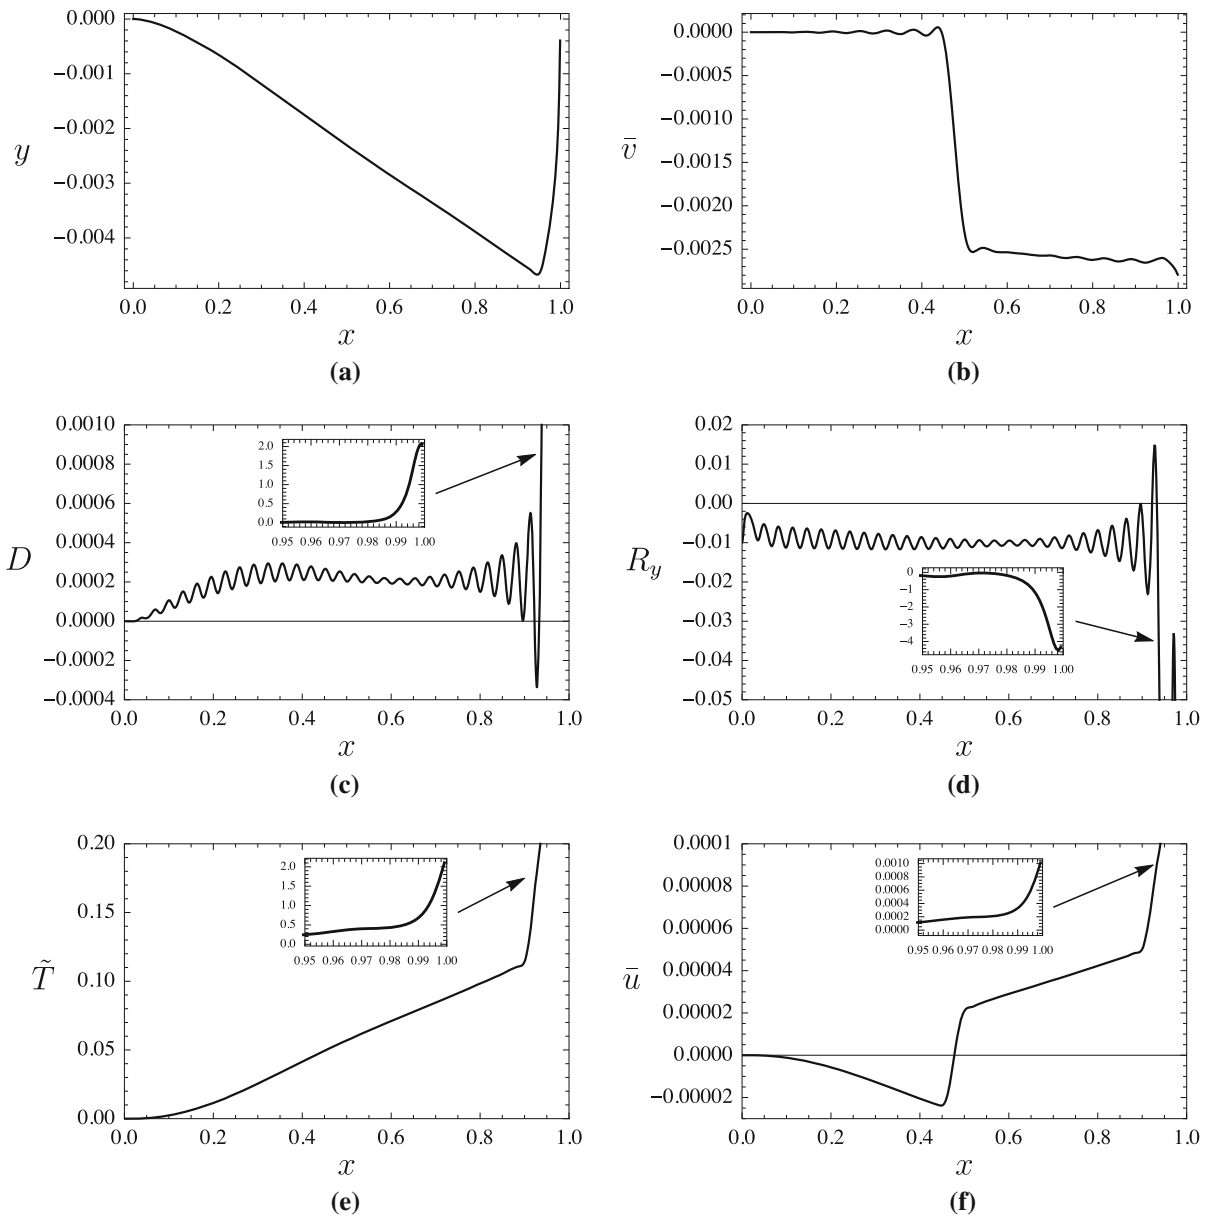 0.000
−0.001
−0.002
−0.003
−0.004
y
0.0 0.2 0.4 0.6 0.8 1.0
x
(a)
0.0000
−0.0005
−0.0010
−0.0015
−0.0020
−0.0025
v̄
0.0 0.2 0.4 0.6 0.8 1.0
x
(b)
0.0010
0.0008
0.0006
0.0004
0.0002
0.0000
−0.0002
−0.0004
D
2.0
1.5
1.0
0.5
0.0
0.95 0.96 0.97 0.98 0.99 1.00
0.0 0.2 0.4 0.6 0.8 1.0
x
(c)
0.02
0.01
0.00
−0.01
−0.02
−0.03
−0.04
−0.05
R_y
0
−1
−2
−3
−4
0.95 0.96 0.97 0.98 0.99 1.00
0.0 0.2 0.4 0.6 0.8 1.0
x
(d)
0.20
0.15
0.10
0.05
0.00
T̃
2.0
1.5
1.0
0.5
0.0
0.95 0.96 0.97 0.98 0.99 1.00
0.0 0.2 0.4 0.6 0.8 1.0
x
(e)
0.0001
0.00008
0.00006
0.00004
0.00002
0.0000
−0.00002
ū
0.0010
0.0008
0.0006
0.0004
0.0002
0.0000
0.95 0.96 0.97 0.98 0.99 1.00
0.0 0.2 0.4 0.6 0.8 1.0
x
(f)